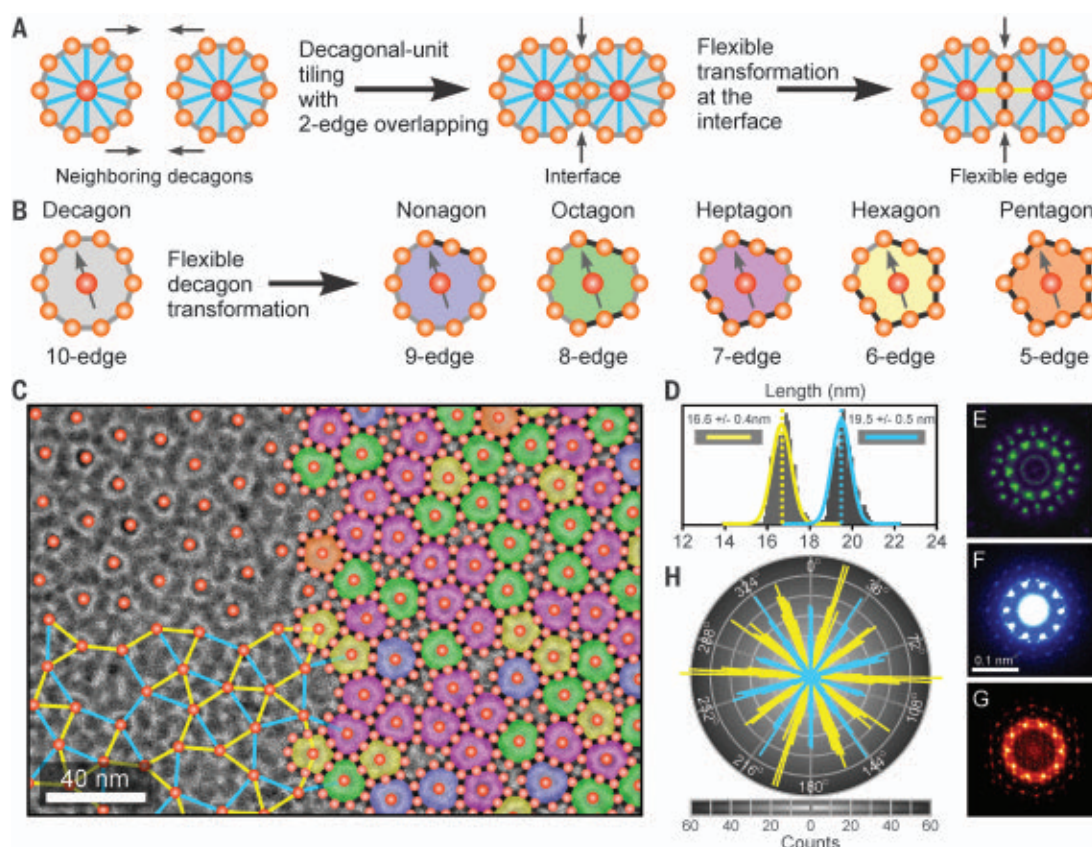 A
Decagonal-unit
tiling
with
2-edge overlapping
Flexible
transformation
at the
interface
Neighboring decagons
Interface
Flexible edge
B
Decagon
Nonagon
Octagon
Heptagon
Hexagon
Pentagon
Flexible
decagon
transformation
10-edge
9-edge
8-edge
7-edge
6-edge
5-edge
C
40 nm
D
Length (nm)
16.6 +/- 0.4nm
19.5 +/- 0.5 nm
12 14 16 18 20 22 24
E
F
0.1 nm
G
H
0°
36°
72°
108°
144°
180°
216°
252°
288°
324°
60 40 20 0 20 40 60
Counts